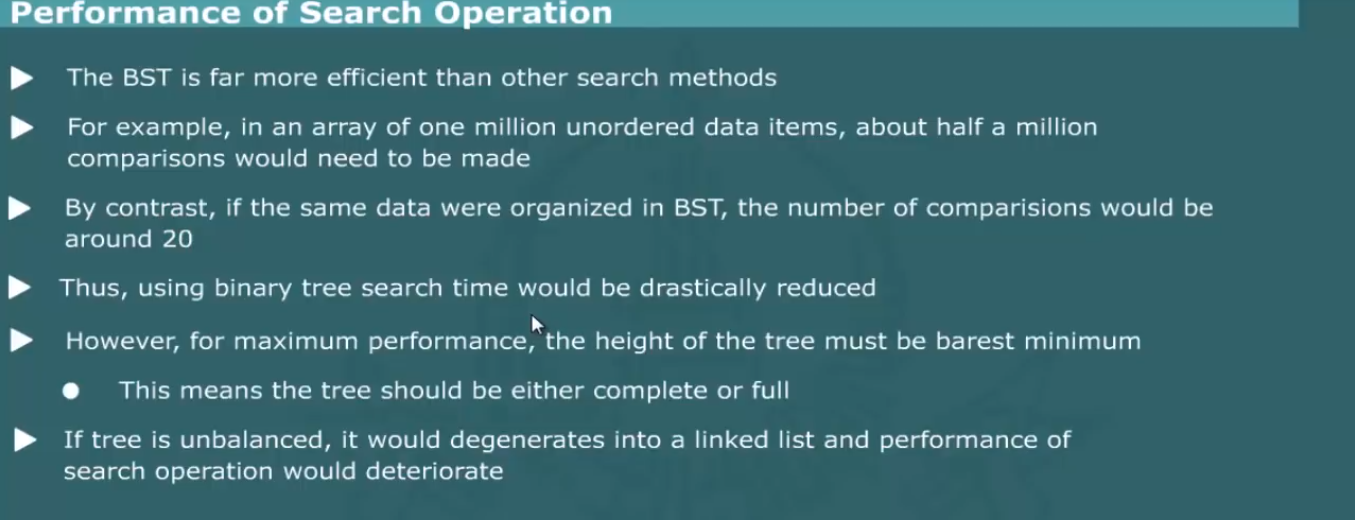 Performance of Search Operation
The BST is far more efficient than other search methods
For example, in an array of one million unordered data items, about half a million
comparisons would need to be made
By contrast, if the same data were organized in BST, the number of comparisions would be
around 20
Thus, using binary tree search time would be drastically reduced
However, for maximum performance, the height of the tree must be barest minimum
This means the tree should be either complete or full
If tree is unbalanced, it would degenerates into a linked list and performance of
search operation would deteriorate